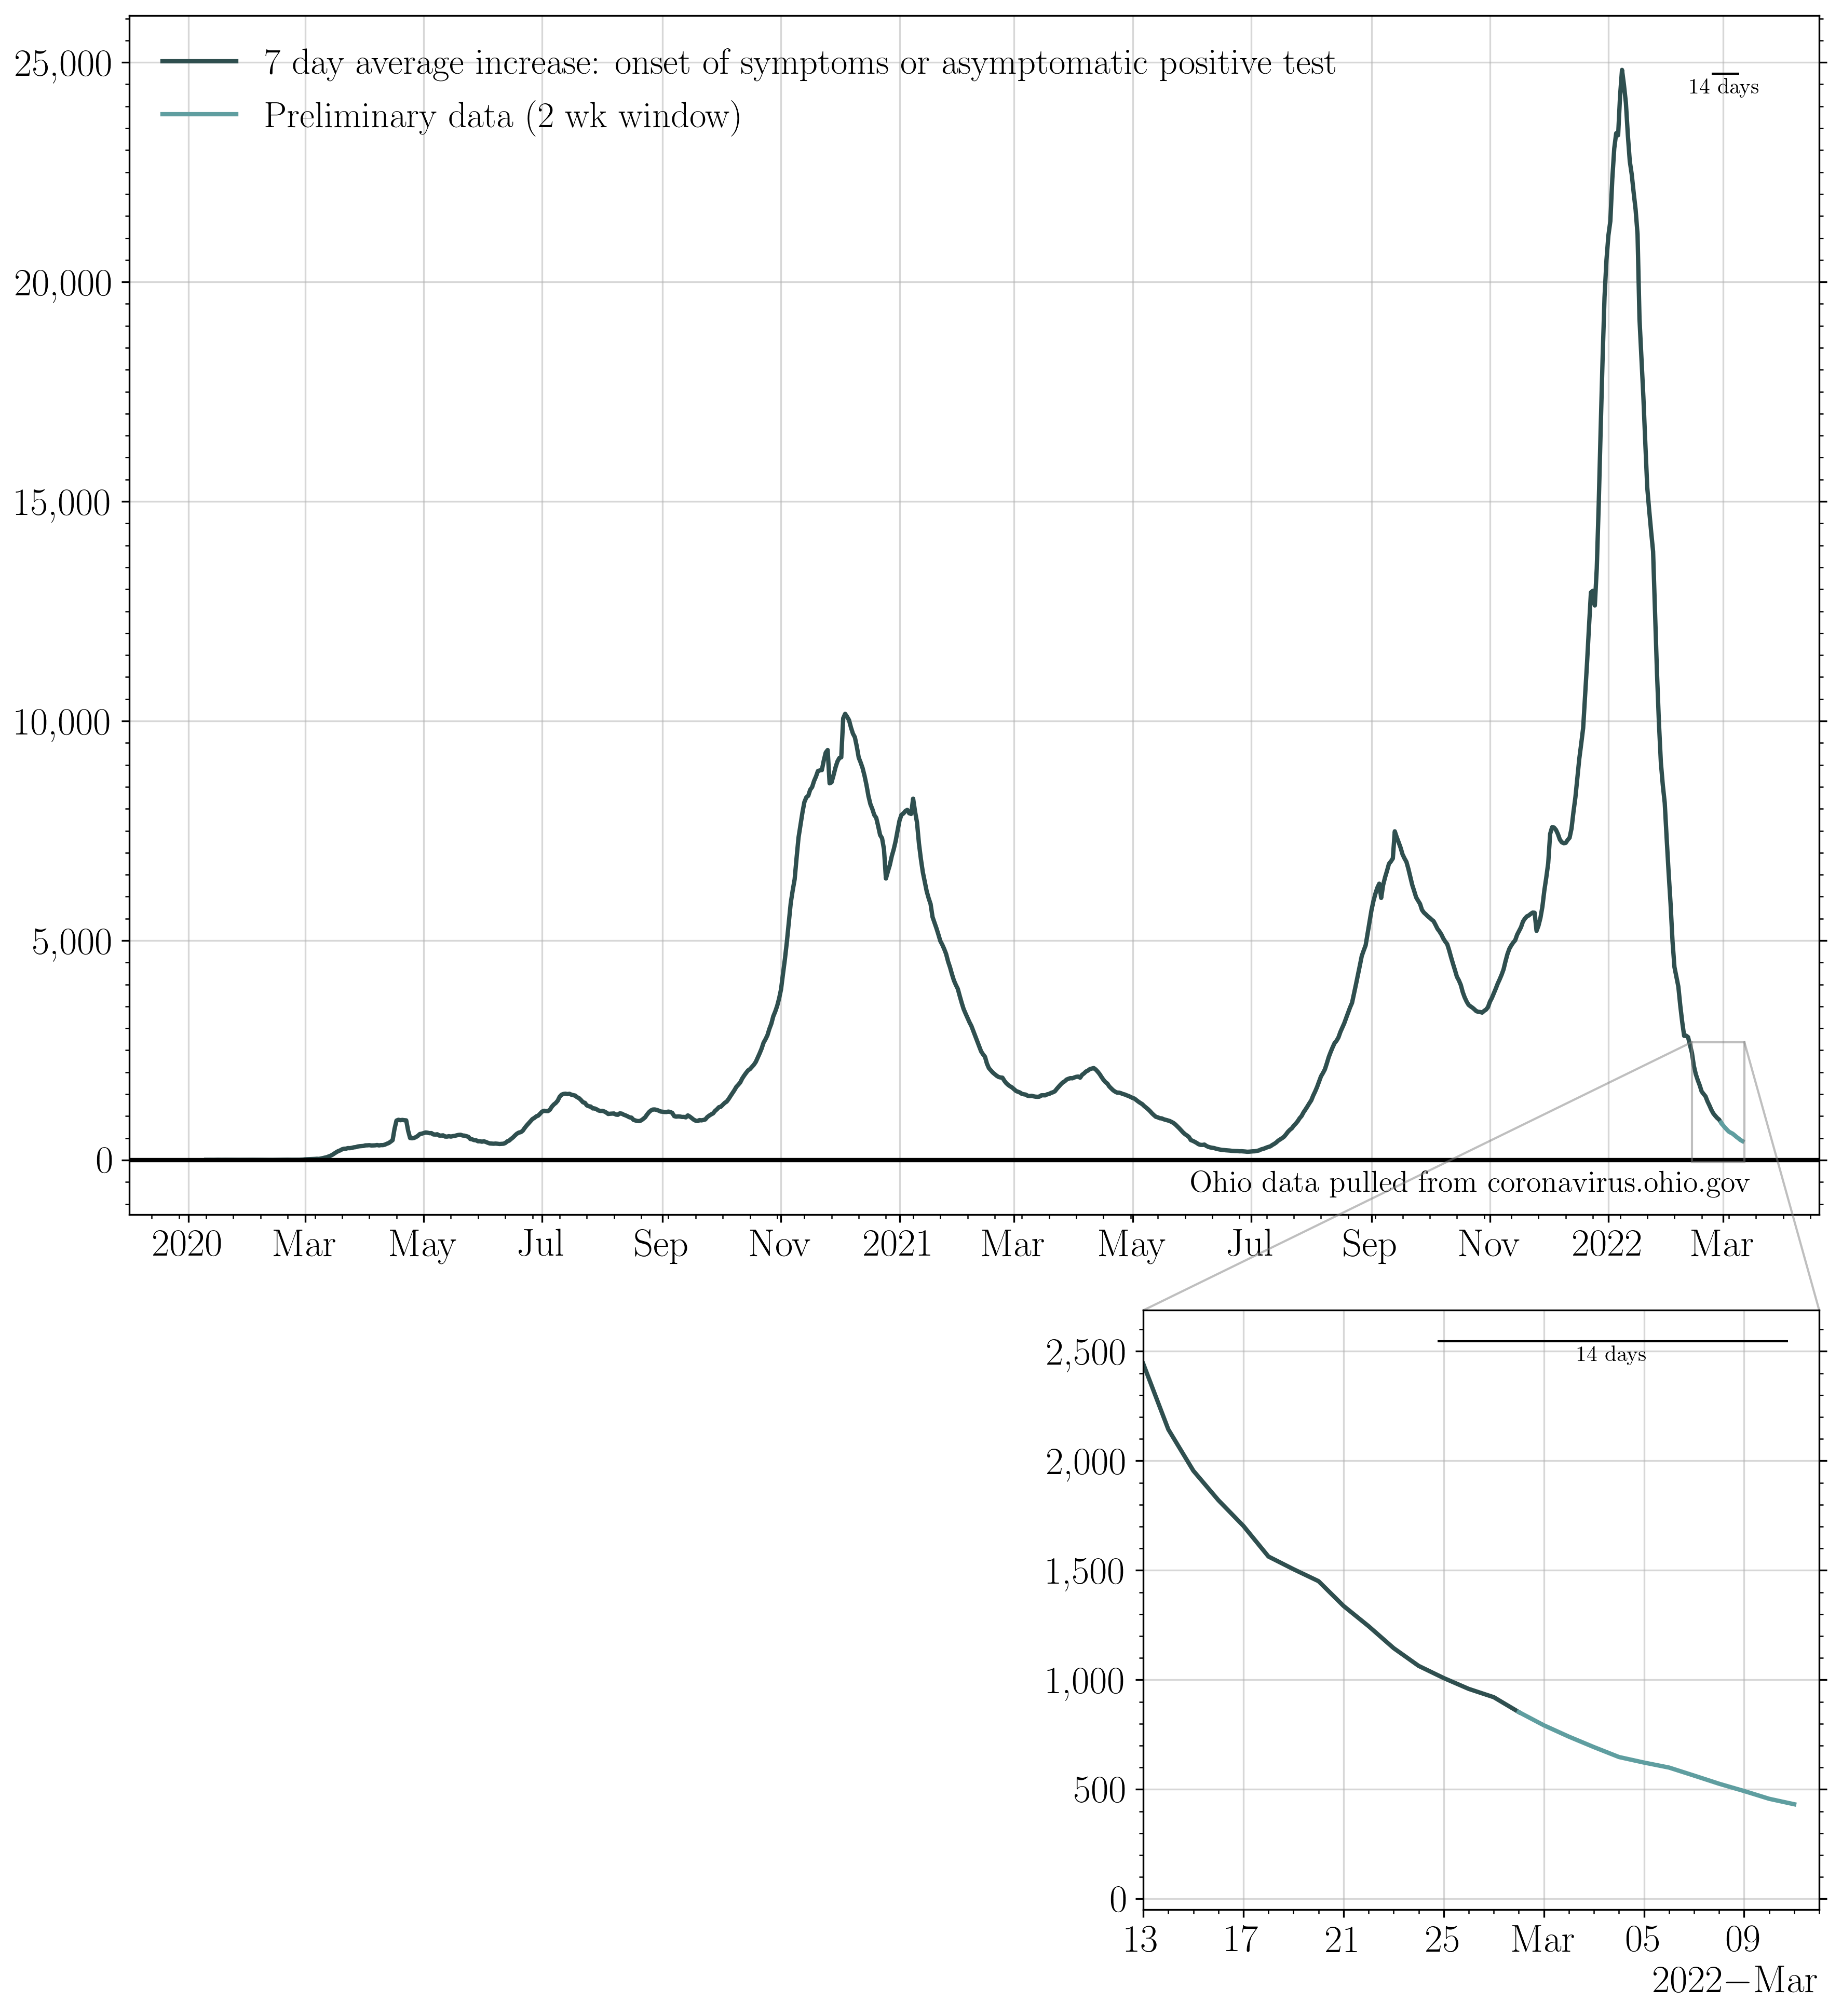 25,000
20,000
15,000
10,000
5,000
0
7 day average increase: onset of symptoms or asymptomatic positive test
Preliminary data (2 wk window)
14 days
Ohio data pulled from coronavirus.ohio.gov
2020 Mar May Jul Sep Nov 2021 Mar May Jul Sep Nov 2022 Mar
2,500
2,000
1,500
1,000
500
0
14 days
13 17 21 25 Mar 05 09
2022−Mar